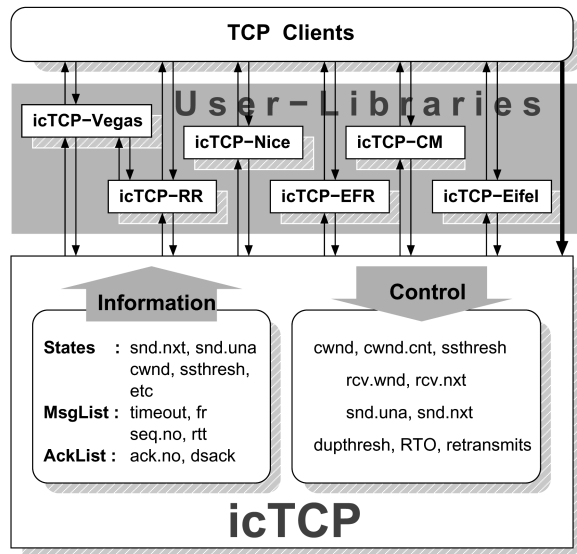 TCP Clients
User-Libraries
icTCP-Vegas
icTCP-Nice
icTCP-CM
icTCP-RR
icTCP-EFR
icTCP-Eifel
Information
States : snd.nxt, snd.una
cwnd, ssthresh,
etc
MsgList : timeout, fr
seq.no, rtt
AckList : ack.no, dsack
Control
cwnd, cwnd.cnt, ssthresh
rcv.wnd, rcv.nxt
snd.una, snd.nxt
dupthresh, RTO, retransmits
icTCP